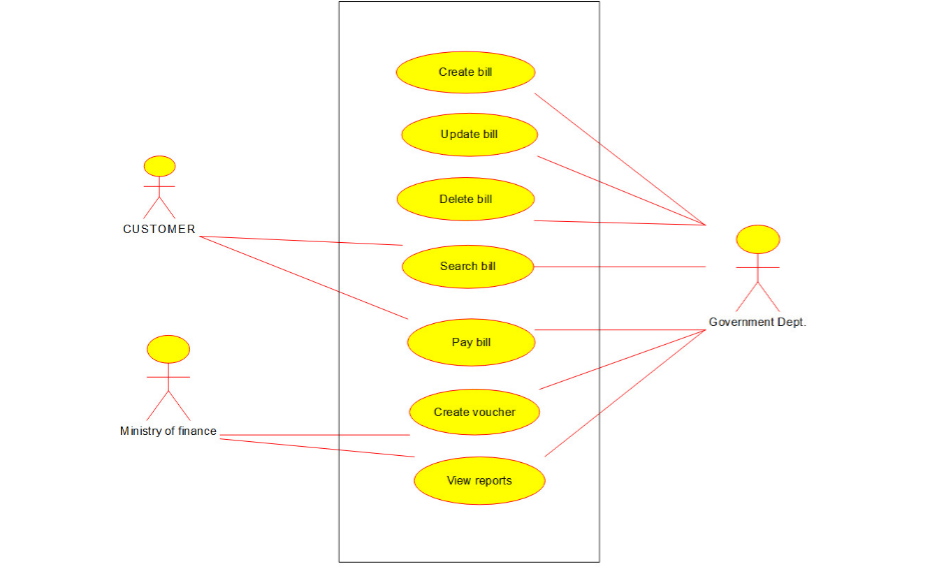 Create bill
Update bill
Delete bill
CUSTOMER
Search bill
Government Dept.
Pay bill
Create voucher
Ministry of finance
View reports